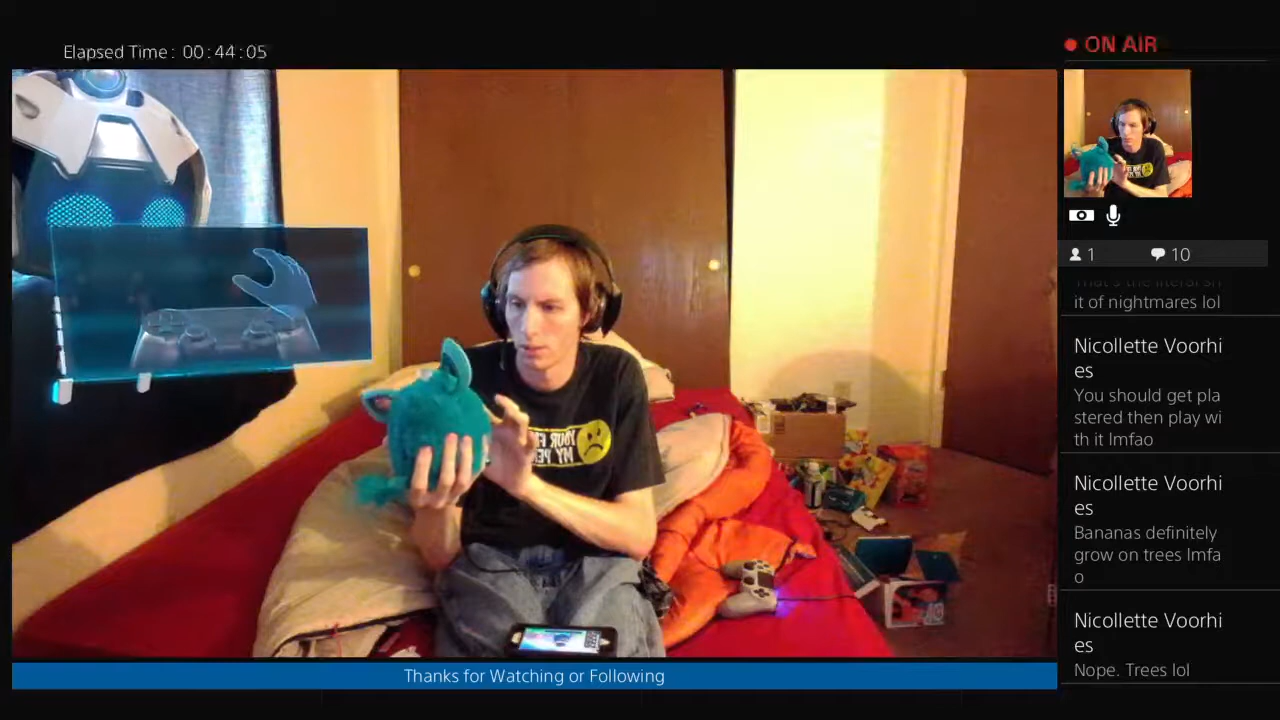 Elapsed Time: 00:44:05
ON AIR
1
10
it of nightmares lol
Nicollette Voorhi
es
You should get pla
stered then play wi
th it lmfao
Nicollette Voorhi
es
Bananas definitely
grow on trees lmfa
o
Nicollette Voorhi
es
Nope. Trees lol
YOUR
MY
Thanks for Watching or Following